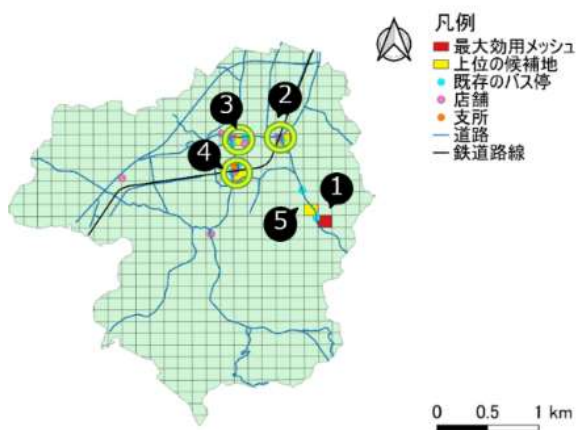 凡例
最大効用メッシュ
上位の候補地
既存のバス停
店舗
支所
道路
鉄道路線
3
2
4
1
5
0 0.5 1 km